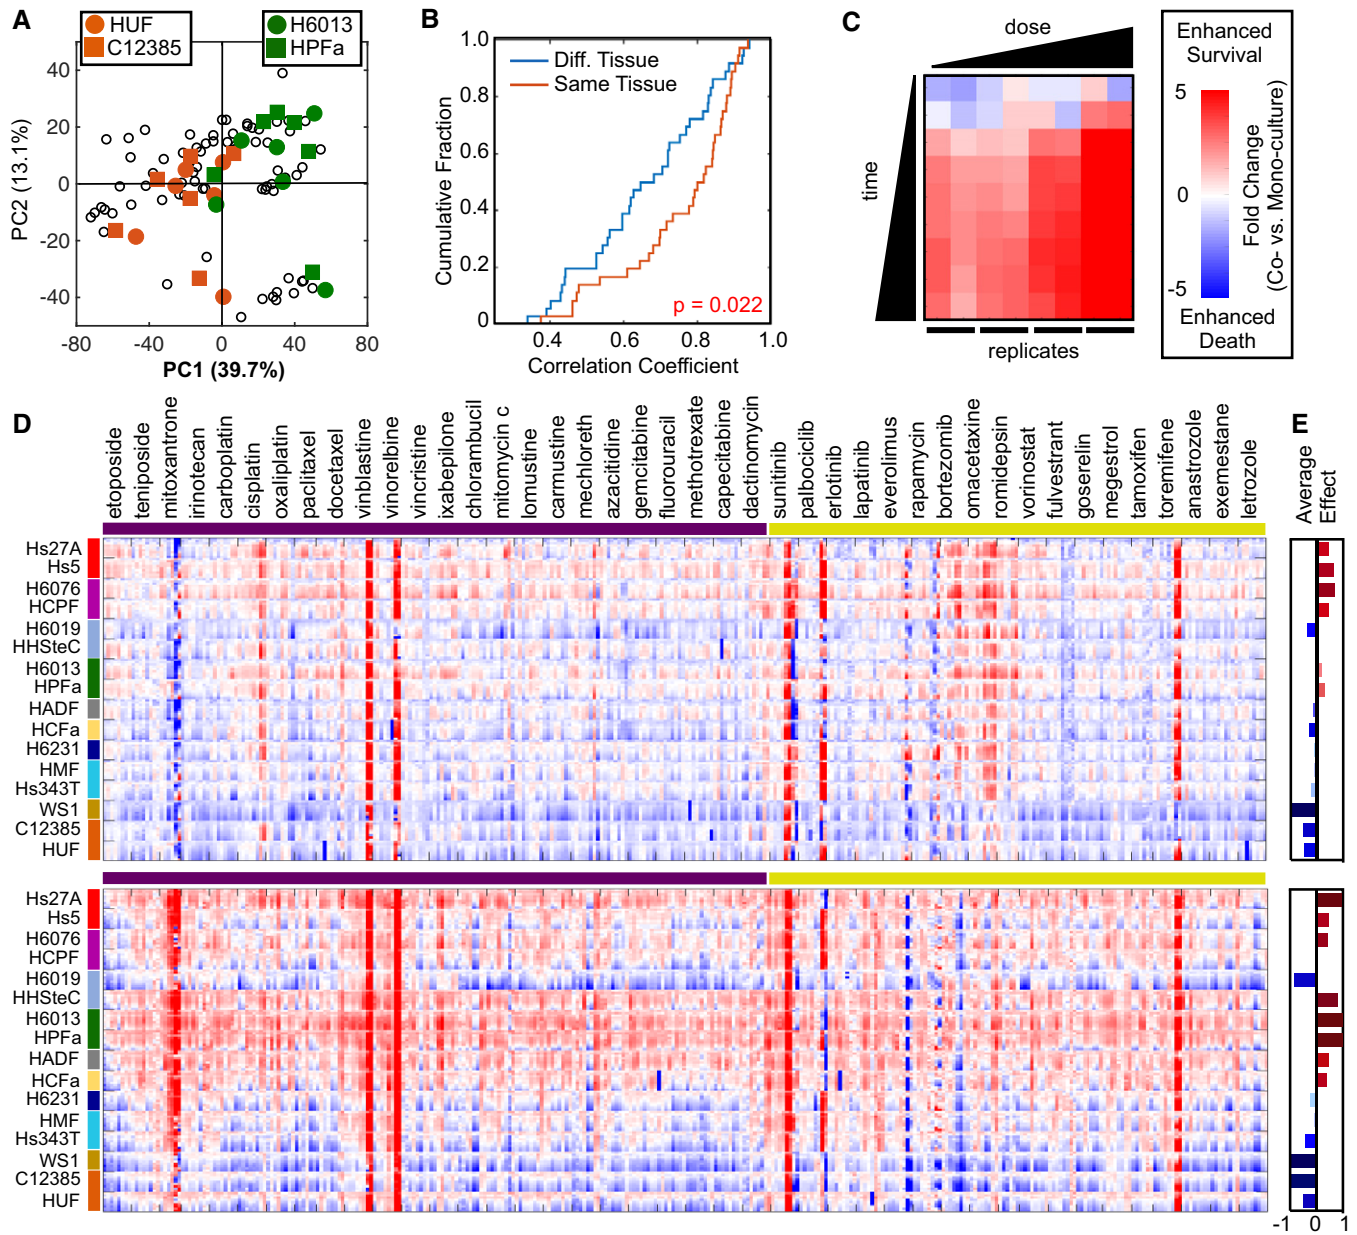 A
HUF
C12385
H6013
HPFa
PC2 (13.1%)
40
20
0
-20
-40
-80
-40
0
40
80
PC1 (39.7%)
B
Diff. Tissue
Same Tissue
Cumulative Fraction
1.0
0.8
0.6
0.4
0.2
0
p = 0.022
0.4
0.6
0.8
1.0
Correlation Coefficient
C
dose
time
replicates
Enhanced
Survival
5
0
-5
Fold Change
(Co- vs. Mono-culture)
Enhanced
Death
D
etoposide
teniposide
mitoxantrone
irinotecan
carboplatin
cisplatin
oxaliplatin
paclitaxel
docetaxel
vinblastine
vinorelbine
vincristine
ixabepilone
chlorambucil
mitomycin c
lomustine
carmustine
mechloreth
azacitidine
gemcitabine
fluorouracil
methotrexate
capecitabine
dactinomycin
sunitinib
palbociclib
erlotinib
lapatinib
everolimus
rapamycin
bortezomib
omacetaxine
romidepsin
vorinostat
fulvestrant
goserelin
megestrol
tamoxifen
toremifene
anastrozole
exemestane
letrozole
E
Average
Effect
Hs27A
Hs5
H6076
HCPF
H6019
HHSteC
H6013
HPFa
HADF
HCFa
H6231
HMF
Hs343T
WS1
C12385
HUF
Hs27A
Hs5
H6076
HCPF
H6019
HHSteC
H6013
HPFa
HADF
HCFa
H6231
HMF
Hs343T
WS1
C12385
HUF
-1 0 1